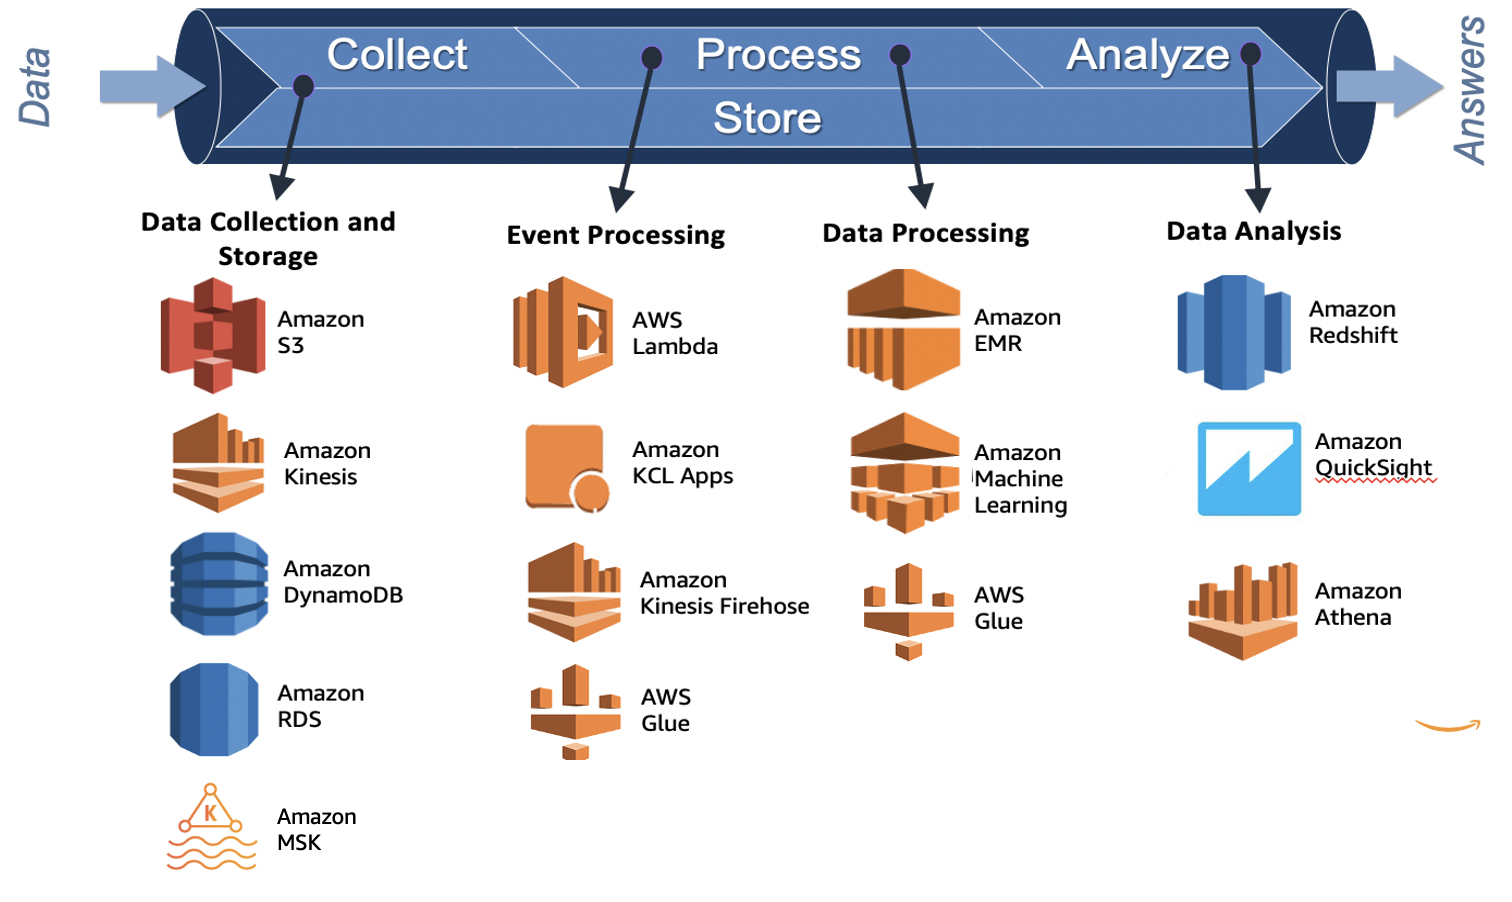 Data
Collect
Process
Analyze
Store
Answers
Data Collection and
Storage
Amazon
S3
Amazon
Kinesis
Amazon
DynamoDB
Amazon
RDS
K
Amazon
MSK
Event Processing
AWS
Lambda
Amazon
KCL Apps
Amazon
Kinesis Firehose
AWS
Glue
Data Processing
Amazon
EMR
Amazon
Machine
Learning
AWS
Glue
Data Analysis
Amazon
Redshift
Amazon
QuickSight
Amazon
Athena